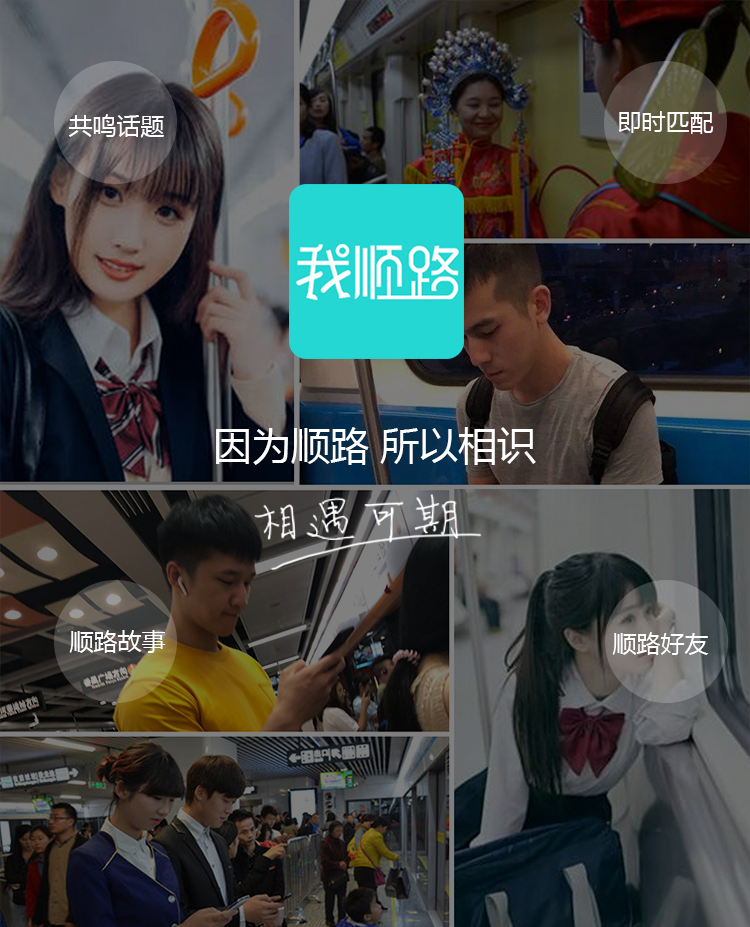 共鸣话题
即时匹配
我顺路
因为顺路 所以相识
相遇可期
顺路故事
顺路好友